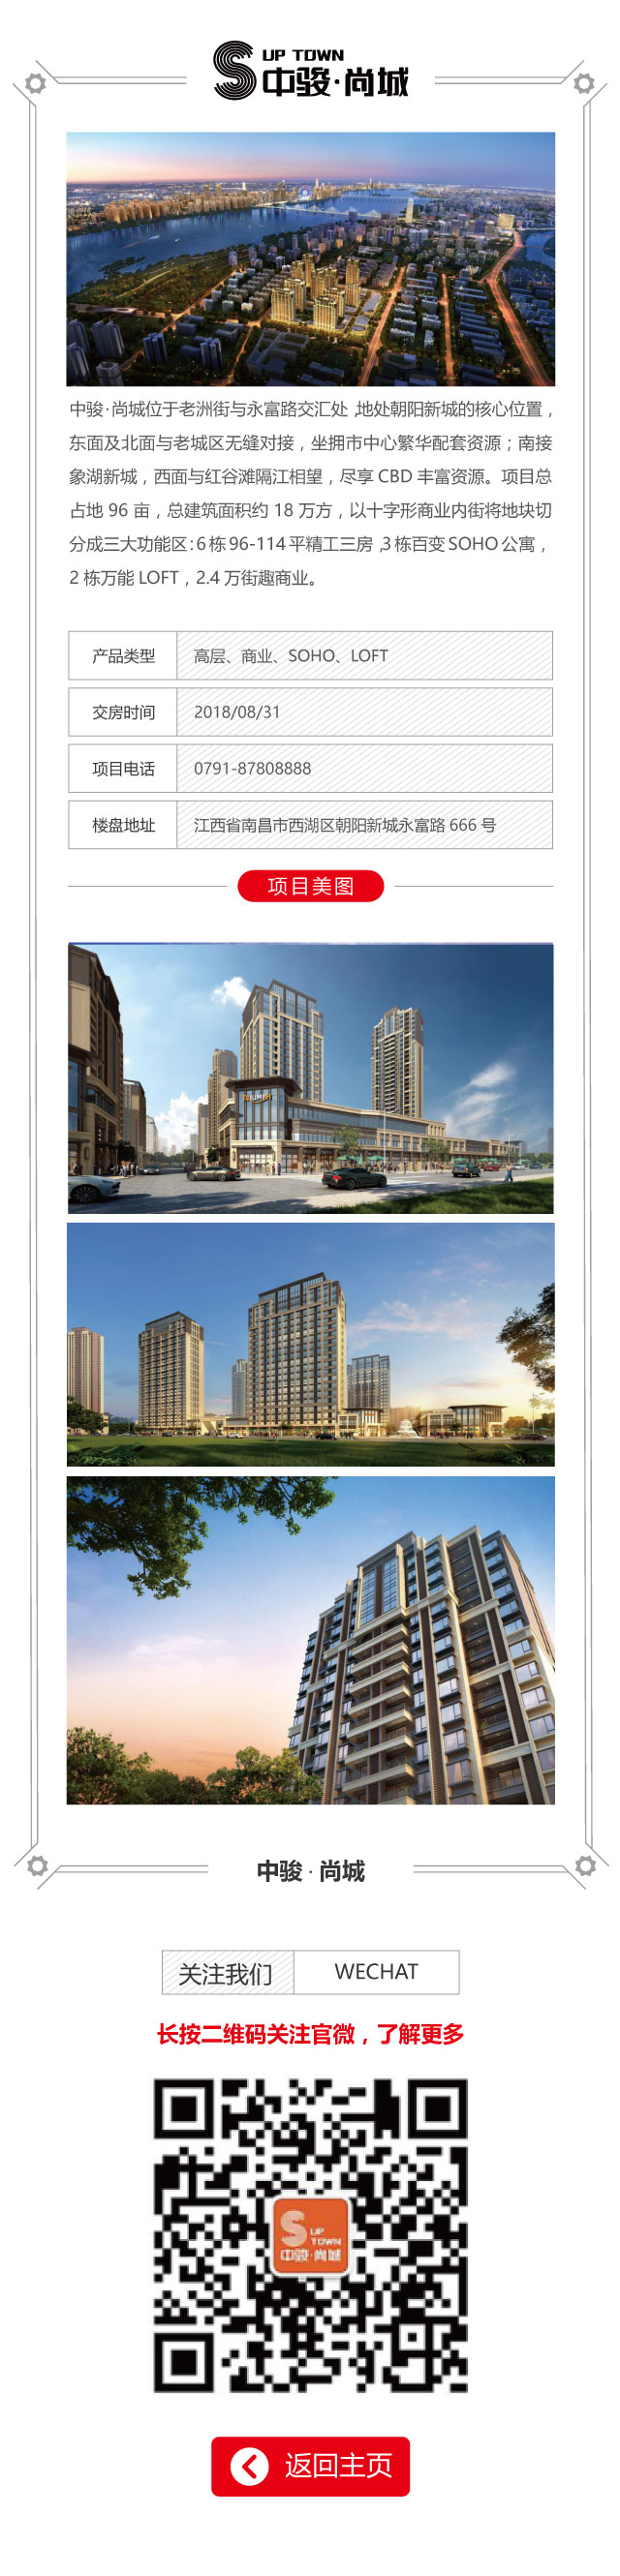 UP TOWN
中骏·尚城
中骏·尚城位于老洲街与永富路交汇处,地处朝阳新城的核心位置，
东面及北面与老城区无缝对接，坐拥市中心繁华配套资源；南接
象湖新城，西面与红谷滩隔江相望，尽享 CBD 丰富资源。项目总
占地 96 亩，总建筑面积约 18 万方，以十字形商业内街将地块切
分成三大功能区：6 栋 96-114 平精工三房 ,3 栋百变 SOHO 公寓，
2 栋万能 LOFT，2.4 万街趣商业。
产品类型 高层、商业、SOHO、LOFT
交房时间 2018/08/31
项目电话 0791-87808888
楼盘地址 江西省南昌市西湖区朝阳新城永富路 666 号
项目美图
中骏 · 尚城
关注我们 WECHAT
长按二维码关注官微，了解更多
UP
TOWN
中骏·尚城
返回主页